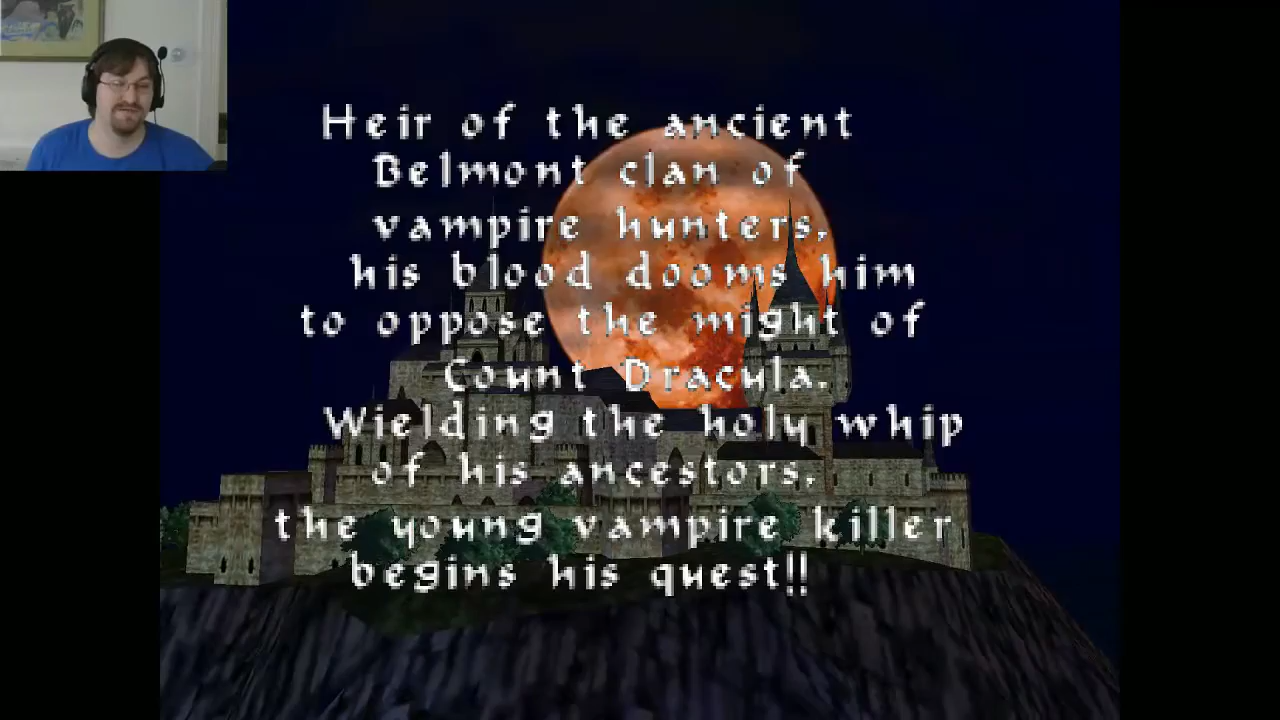 Heir of the ancient
Belmont clan of
vampire hunters,
his blood dooms him
to oppose the might of
Count Dracula.
Wielding the holy whip
of his ancestors,
the young vampire killer
begins his quest!!